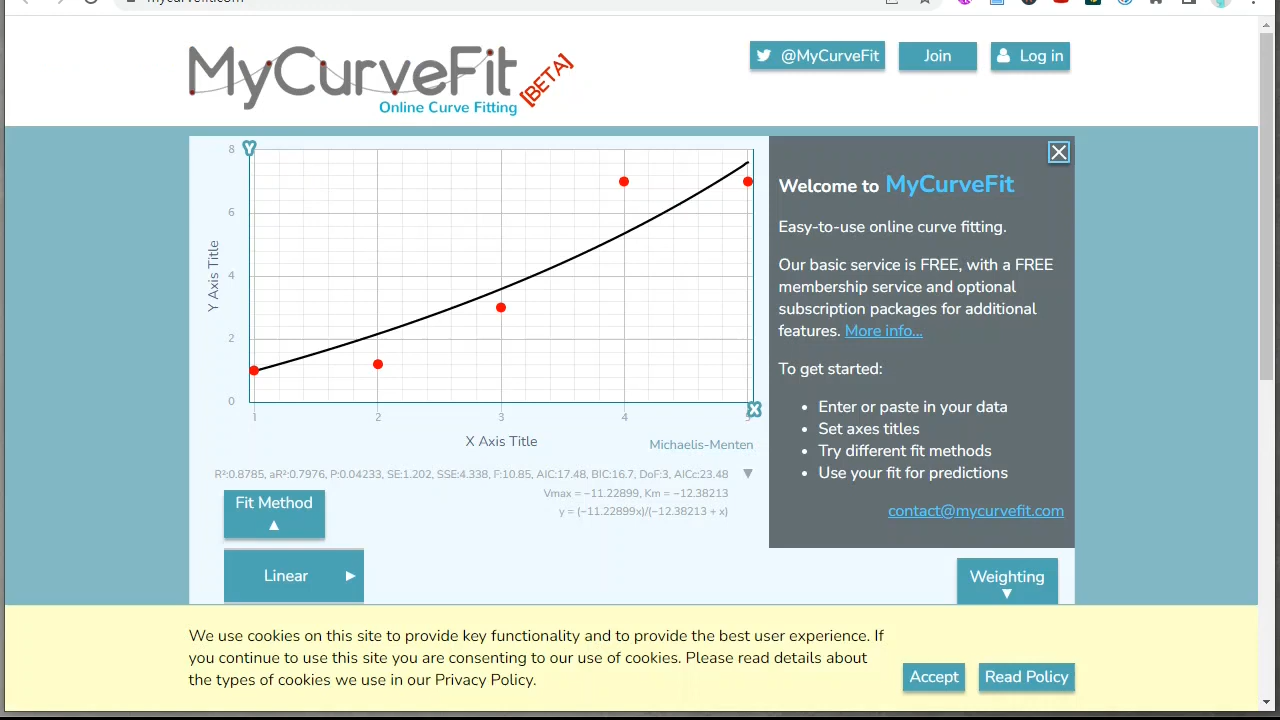 MyCurveFit
[BETA]
Online Curve Fitting
@MyCurveFit
Join
Log in
Y
8
6
4
2
0
Y Axis Title
1
2
3
4
X
X Axis Title
Michaelis-Menten
R²:0.8785, aR²:0.7976, P:0.04233, SE:1.202, SSE:4.338, F:10.85, AIC:17.48, BIC:16.7, DoF:3, AICc:23.48
Vmax = −11.22899, Km = −12.38213
y = (−11.22899x)/(−12.38213 + x)
Fit Method
Linear
Welcome to MyCurveFit
Easy-to-use online curve fitting.
Our basic service is FREE, with a FREE
membership service and optional
subscription packages for additional
features. More info...
To get started:
• Enter or paste in your data
• Set axes titles
• Try different fit methods
• Use your fit for predictions
contact@mycurvefit.com
Weighting
We use cookies on this site to provide key functionality and to provide the best user experience. If
you continue to use this site you are consenting to our use of cookies. Please read details about
the types of cookies we use in our Privacy Policy.
Accept
Read Policy